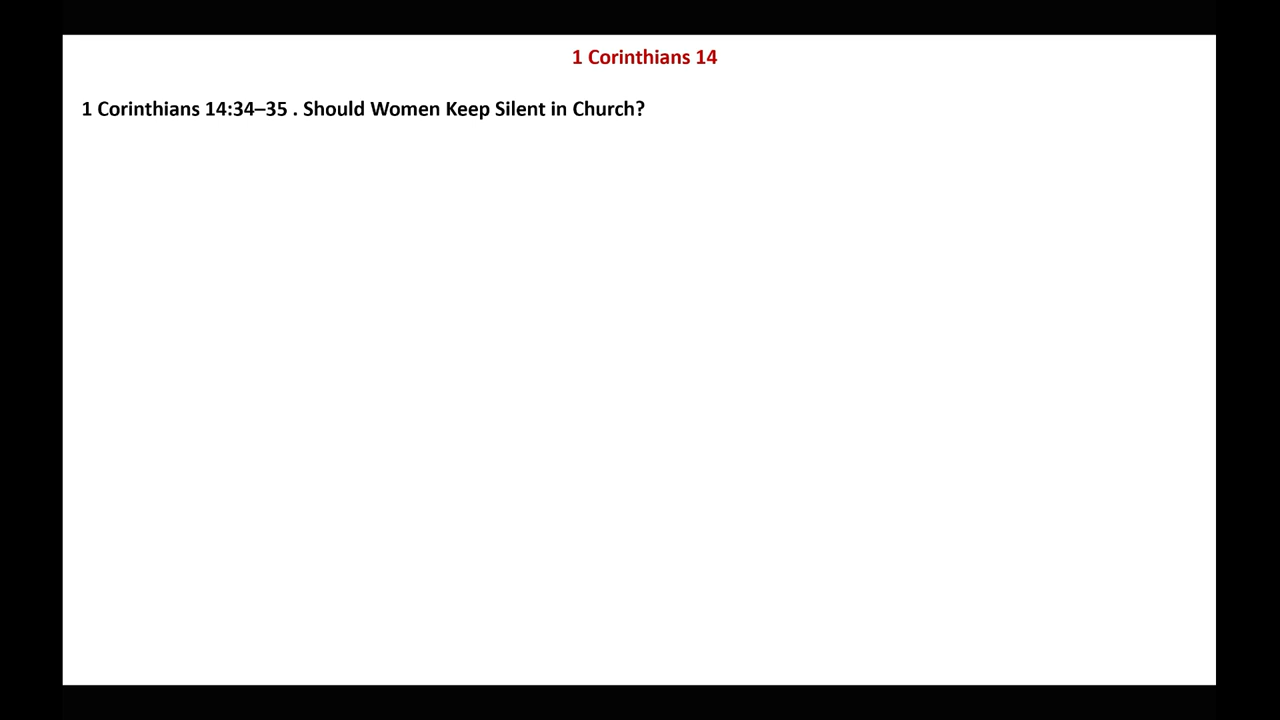 1 Corinthians 14
1 Corinthians 14:34–35 . Should Women Keep Silent in Church?